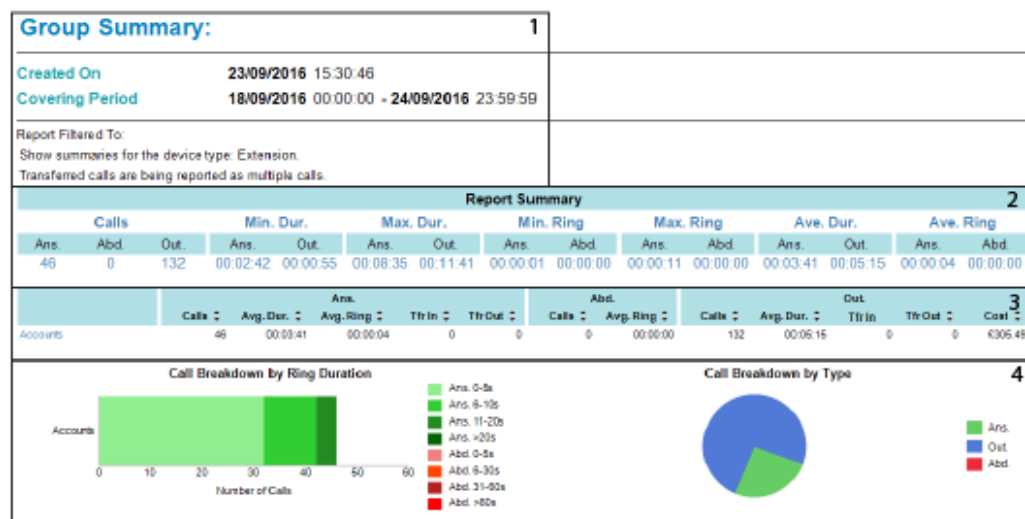 Group Summary: 1
Created On 23/09/2016 15:30:46
Covering Period 18/09/2016 00:00:00 - 24/09/2016 23:59:59
Report Filtered To:
Show summaries for the device type: Extension.
Transferred calls are being reported as multiple calls.
Report Summary 2
Calls Min. Dur. Max. Dur. Min. Ring Max. Ring Ave. Dur. Ave. Ring
Ans. Abd. Out. Ans. Out. Ans. Out. Ans. Abd. Ans. Abd. Ans. Out. Ans. Abd.
46 0 132 00:02:42 00:00:55 00:08:35 00:11:41 00:00:01 00:00:00 00:00:11 00:00:00 00:03:41 00:05:15 00:00:04 00:00:00
Ans. Abd. Out. 3
Calls Avg. Dur. Avg. Ring Tfr In Tfr Out Calls Avg. Ring Calls Avg. Dur. Tfr In Tfr Out Cost
Accounts 46 00:03:41 00:00:04 0 0 0 00:00:00 132 00:05:15 0 0 €306.49
Call Breakdown by Ring Duration Call Breakdown by Type 4
Ans. 0-5s
Ans. 6-10s
Ans. 11-20s
Ans. >20s
Abd. 0-5s
Abd. 6-30s
Abd. 31-60s
Abd. >60s
Accounts
0 10 20 30 40 50 60
Number of Calls
Ans.
Out.
Abd.